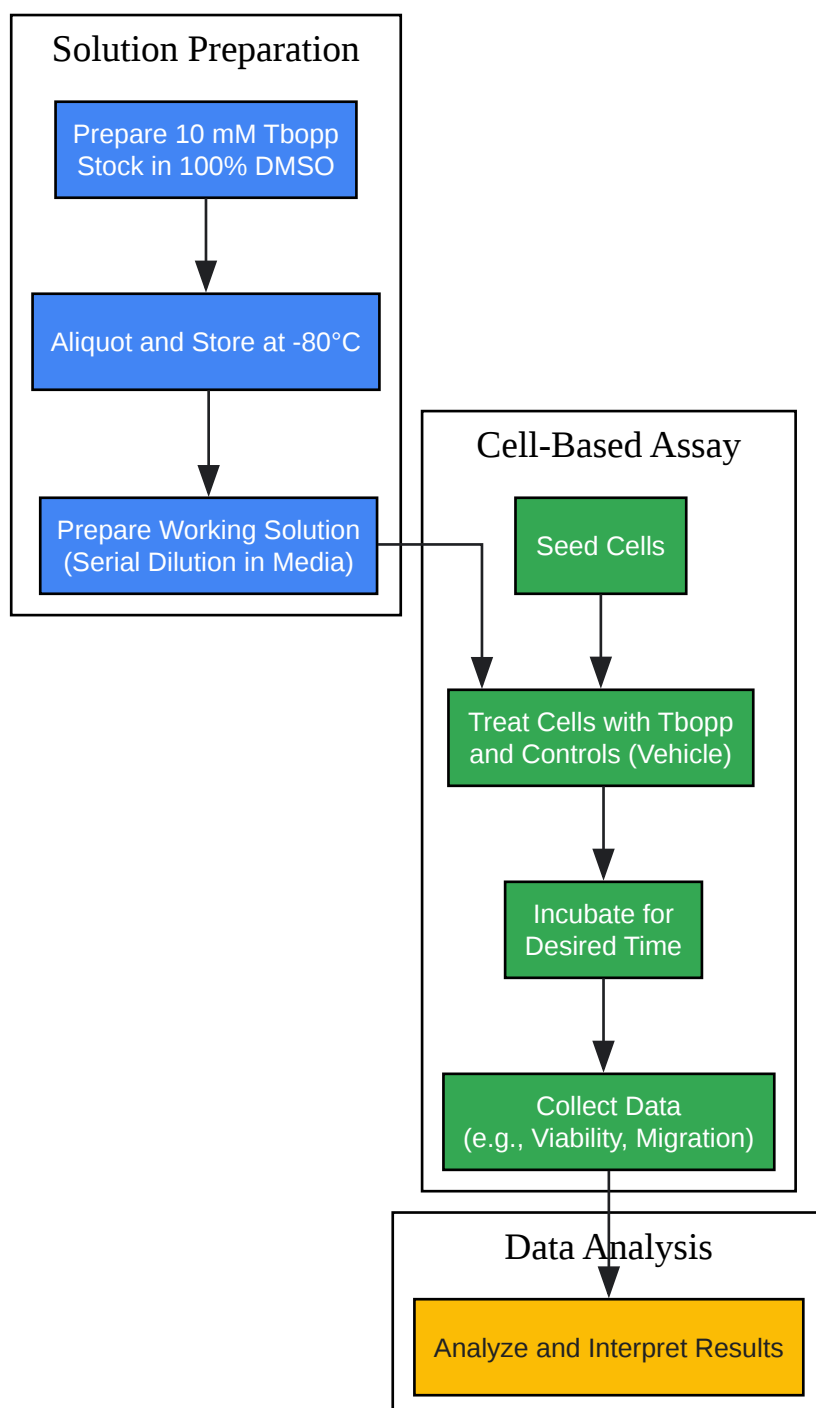 Solution Preparation
Prepare 10 mM Tbopp
Stock in 100% DMSO
Aliquot and Store at -80°C
Prepare Working Solution
(Serial Dilution in Media)
Cell-Based Assay
Seed Cells
Treat Cells with Tbopp
and Controls (Vehicle)
Incubate for
Desired Time
Collect Data
(e.g., Viability, Migration)
Data Analysis
Analyze and Interpret Results